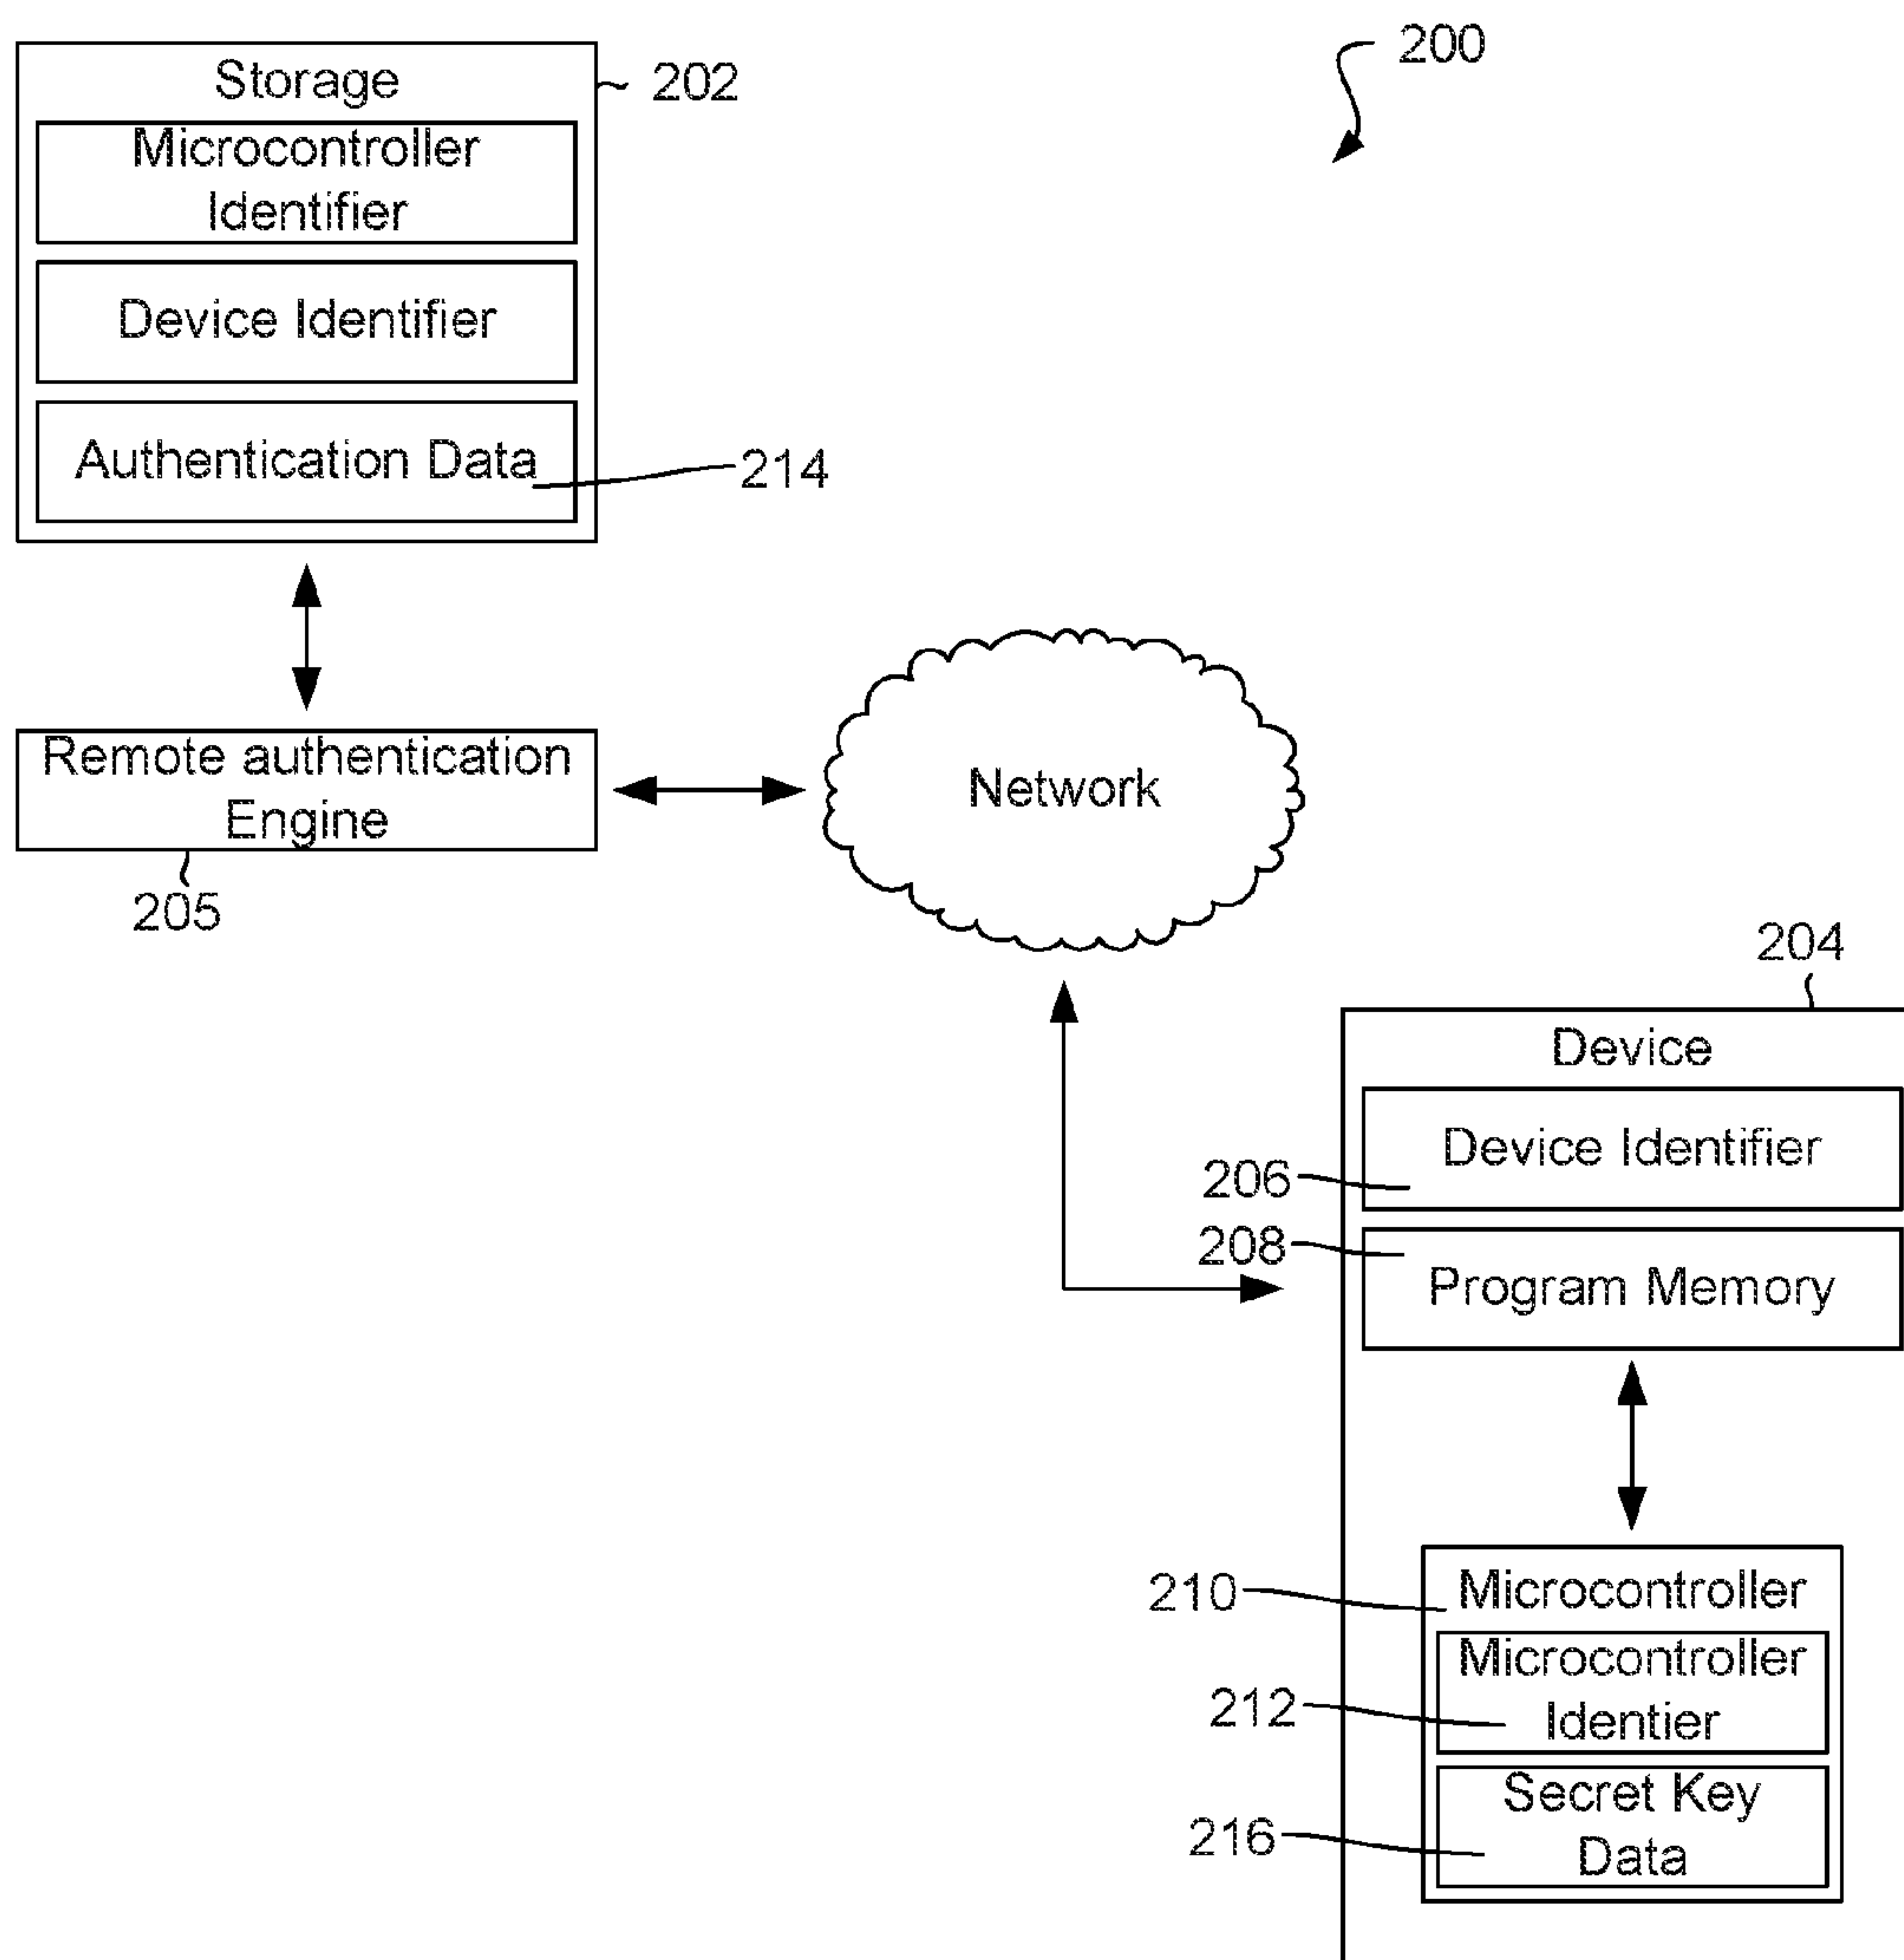 200
Storage
202
Microcontroller
Identifier
Device Identifier
Authentication Data
214
Remote authentication
Engine
205
Network
204
Device
Device Identifier
206
208
Program Memory
210
Microcontroller
Microcontroller
212
Identier
Secret Key
216
Data